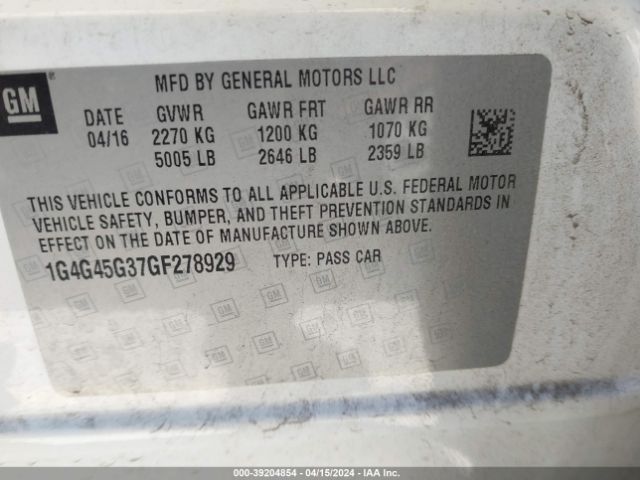 GM
MFD BY GENERAL MOTORS LLC
DATE GVWR GAWR FRT GAWR RR
04/16 2270 KG 1200 KG 1070 KG
5005 LB 2646 LB 2359 LB
THIS VEHICLE CONFORMS TO ALL APPLICABLE U.S. FEDERAL MOTOR
VEHICLE SAFETY, BUMPER, AND THEFT PREVENTION STANDARDS IN
EFFECT ON THE DATE OF MANUFACTURE SHOWN ABOVE.
1G4G45G37GF278929 TYPE: PASS CAR
000-39204854 - 04/15/2024 - IAA Inc.